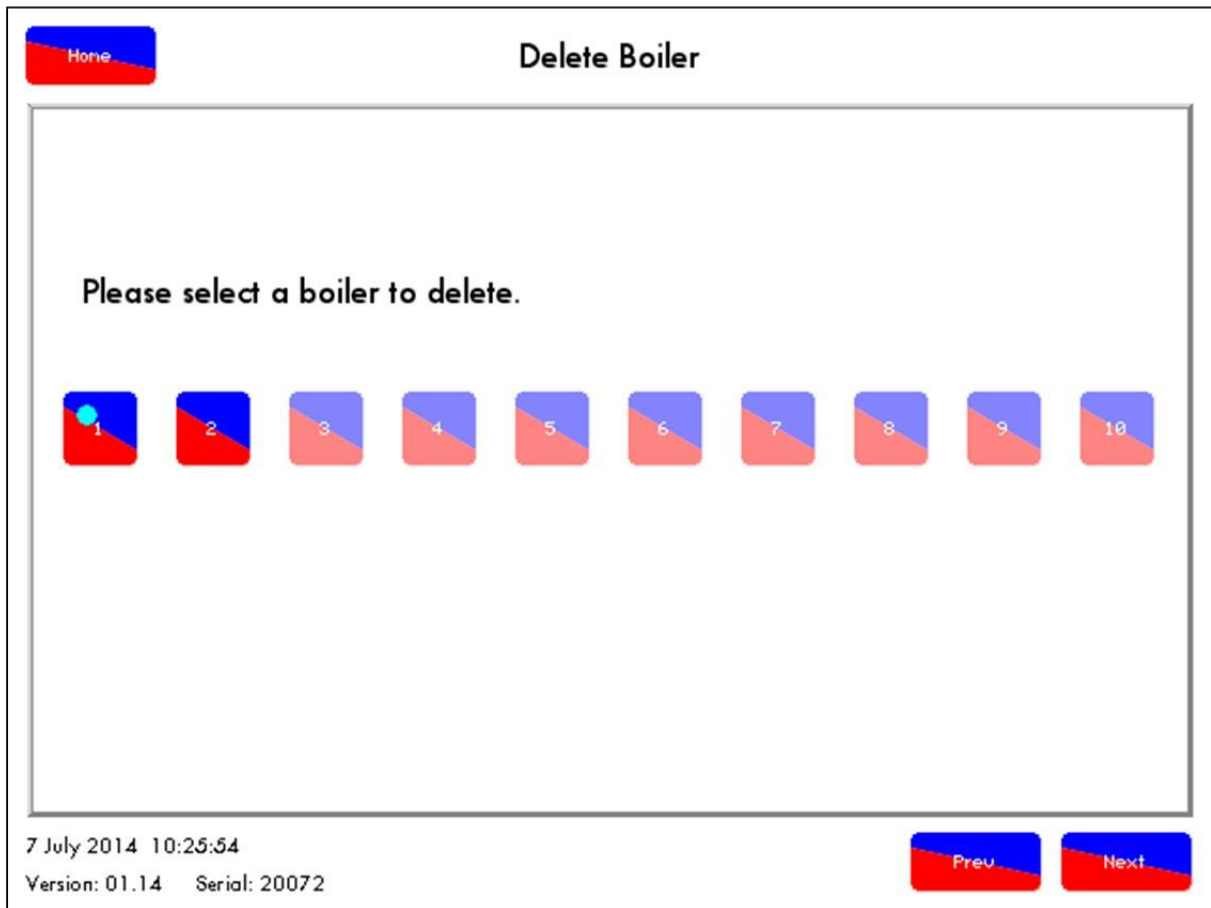 Home
Delete Boiler
Please select a boiler to delete.
1 2 3 4 5 6 7 8 9 10
7 July 2014 10:25:54
Version: 01.14 Serial: 20072
Prev Next